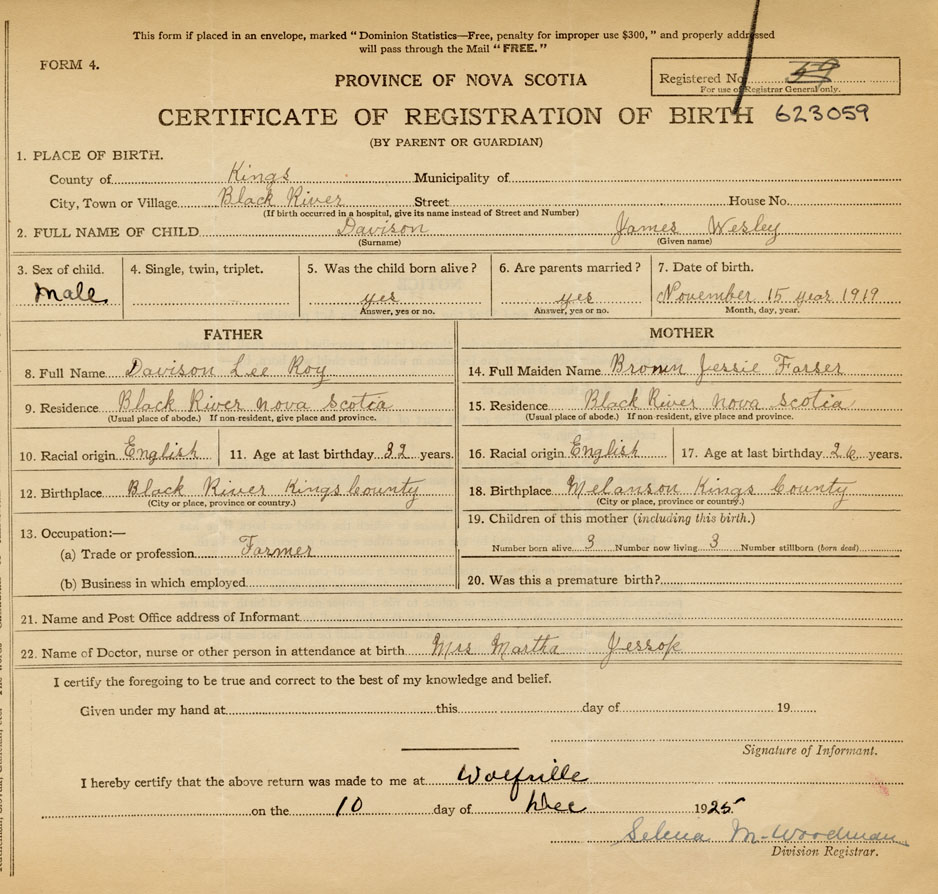 This form if placed in an envelope, marked “Dominion Statistics—Free, penalty for improper use $300,” and properly addressed
will pass through the Mail “FREE.”
FORM 4.
PROVINCE OF NOVA SCOTIA
Registered No. 59
For use of Registrar General only.
CERTIFICATE OF REGISTRATION OF BIRTH 623059
(BY PARENT OR GUARDIAN)
1. PLACE OF BIRTH.
County of Kings Municipality of
City, Town or Village Black River Street House No.
(If birth occurred in a hospital, give its name instead of Street and Number)
2. FULL NAME OF CHILD Davison James Wesley
(Surname) (Given name)
3. Sex of child. 4. Single, twin, triplet. 5. Was the child born alive? 6. Are parents married? 7. Date of birth.
Male yes yes November 15 year 1919
Answer, yes or no. Answer, yes or no. Month, day, year.
FATHER MOTHER
8. Full Name Davison Lee Roy 14. Full Maiden Name Brown Jessie Farser
9. Residence Black River Nova Scotia 15. Residence Black River Nova Scotia
(Usual place of abode.) If non-resident, give place and province. (Usual place of abode.) If non-resident, give place and province.
10. Racial origin English 11. Age at last birthday 32 years. 16. Racial origin English 17. Age at last birthday 26 years.
12. Birthplace Black River Kings County 18. Birthplace Melanson Kings County
(City or place, province or country.) (City or place, province or country.)
13. Occupation:— 19. Children of this mother (including this birth.)
(a) Trade or profession Farmer Number born alive 3 Number now living 3 Number stillborn (born dead)
(b) Business in which employed 20. Was this a premature birth?
21. Name and Post Office address of Informant
22. Name of Doctor, nurse or other person in attendance at birth Mrs Martha Jessop
I certify the foregoing to be true and correct to the best of my knowledge and belief.
Given under my hand at this day of 19
Signature of Informant.
I hereby certify that the above return was made to me at Wolfville
on the 10 day of Dec 1925
Selena M. Woodman
Division Registrar.